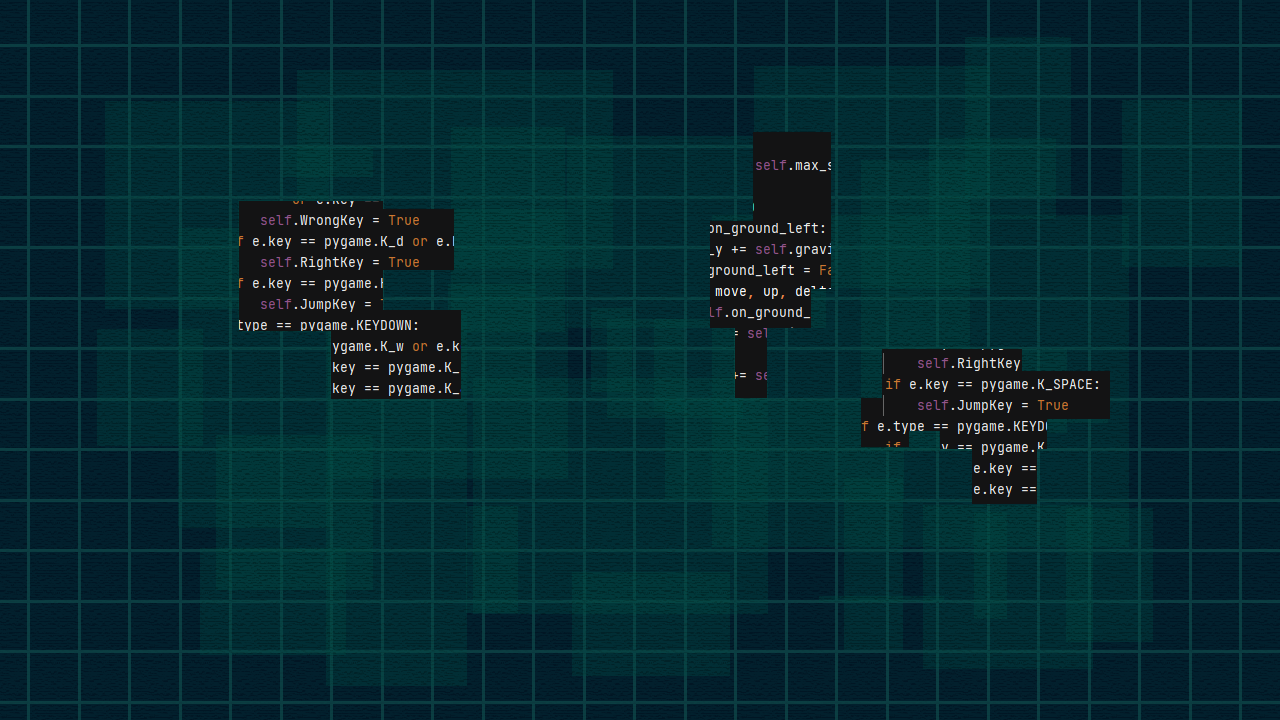 or e.key ==
self.WrongKey = True
e.key == pygame.K_d or e.
self.RightKey = True
e.key == pygame.
self.JumpKey =
type == pygame.KEYDOWN:
ygame.K_w or e.k
key == pygame.K_
key == pygame.K_
self.max_s
on_ground_left:
_y += self.gravi
ground_left = Fa
move, up, delt
lf.on_ground_
= sel
+= se
self.RightKey
if e.key == pygame.K_SPACE:
self.JumpKey = True
f e.type == pygame.KEYD
if y == pygame.K
e.key ==
e.key ==